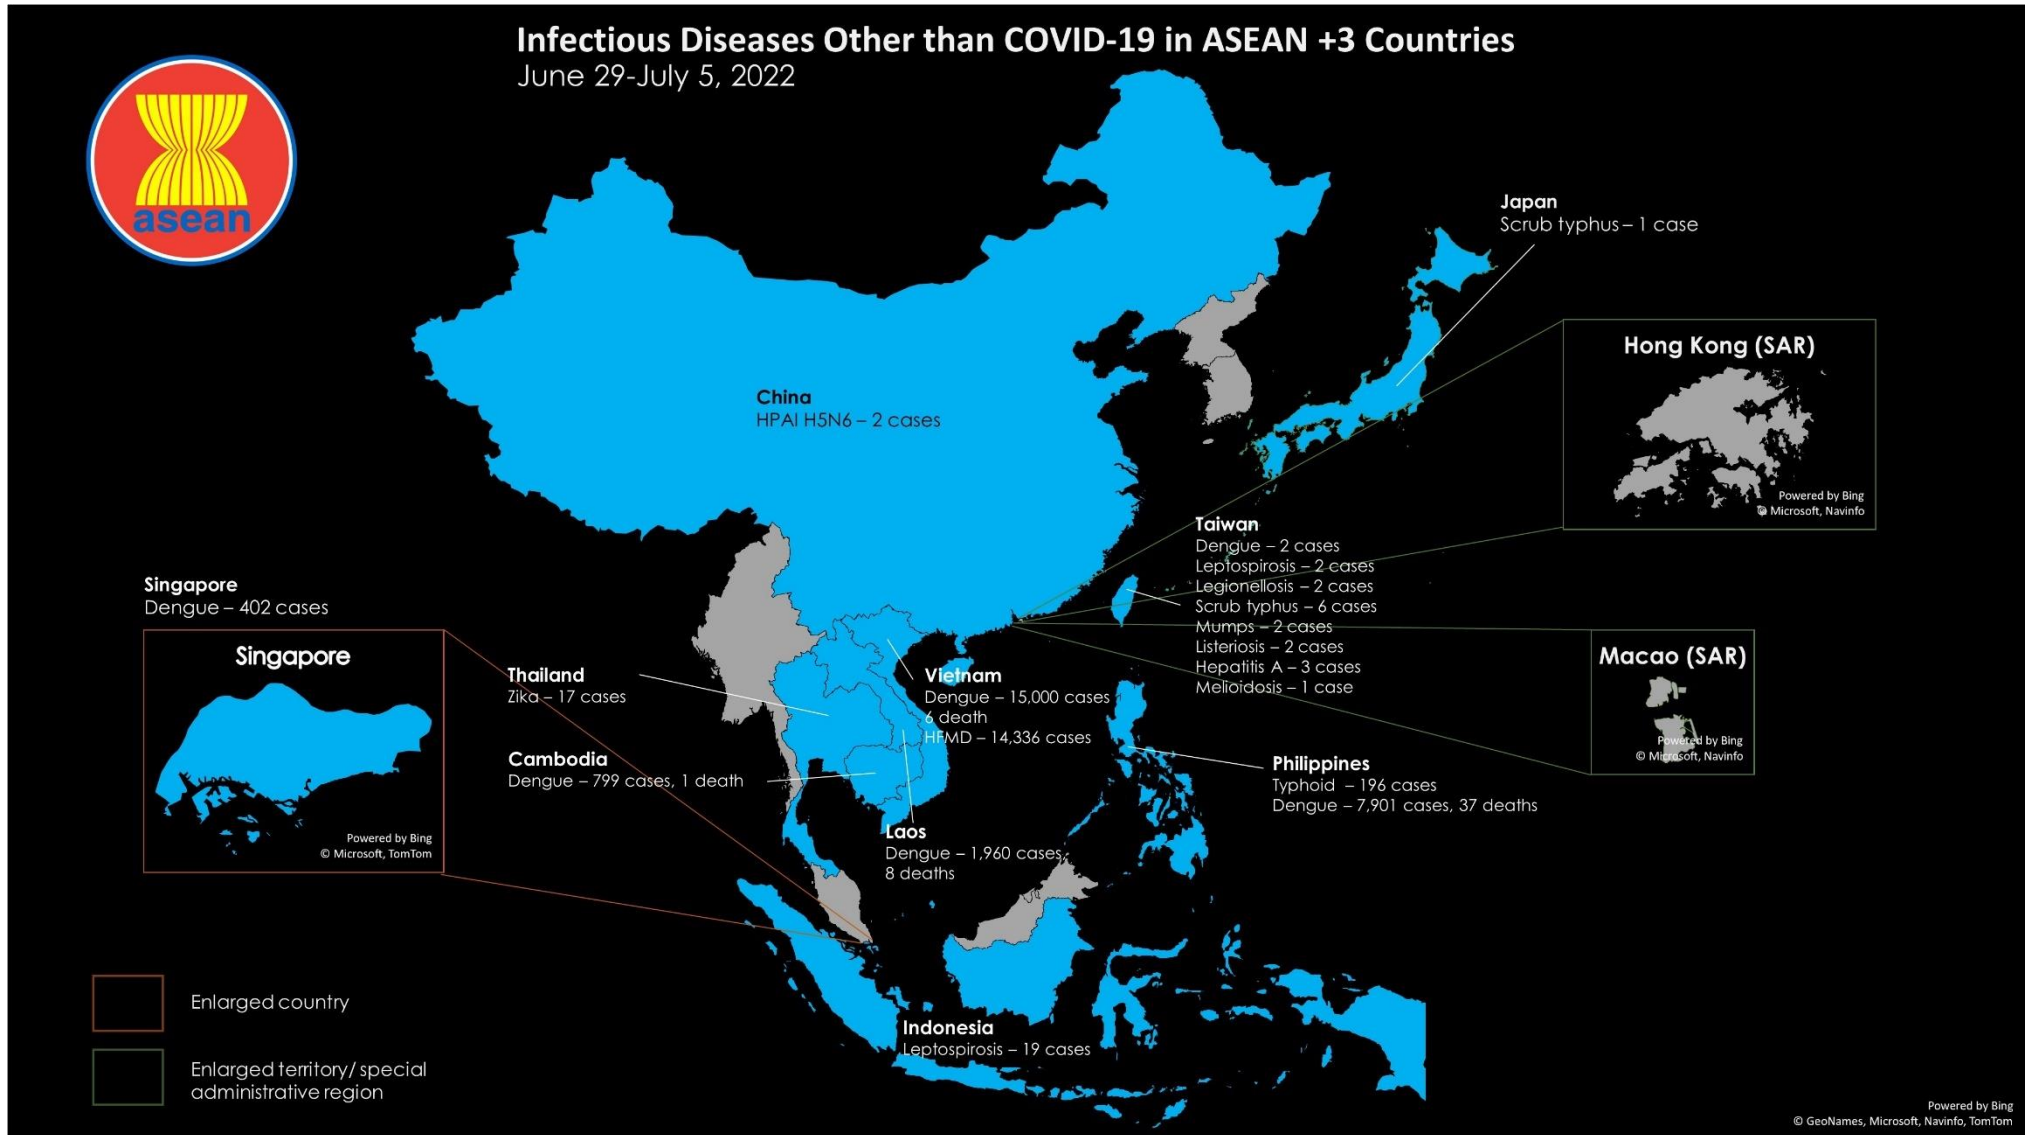 Infectious Diseases Other than COVID-19 in ASEAN +3 Countries
June 29-July 5, 2022
asean
Japan
Scrub typhus – 1 case
Hong Kong (SAR)
Powered by Bing
© Microsoft, Navinfo
China
HPAI H5N6 – 2 cases
Taiwan
Dengue – 2 cases
Leptospirosis – 2 cases
Legionellosis – 2 cases
Scrub typhus – 6 cases
Mumps – 2 cases
Listeriosis – 2 cases
Hepatitis A – 3 cases
Melioidosis – 1 case
Singapore
Dengue – 402 cases
Singapore
Powered by Bing
© Microsoft, TomTom
Thailand
Zika – 17 cases
Vietnam
Dengue – 15,000 cases
6 death
HFMD – 14,336 cases
Macao (SAR)
Powered by Bing
© Microsoft, Navinfo
Cambodia
Dengue – 799 cases, 1 death
Philippines
Typhoid – 196 cases
Dengue – 7,901 cases, 37 deaths
Laos
Dengue – 1,960 cases,
8 deaths
Indonesia
Leptospirosis – 19 cases
Enlarged country
Enlarged territory/ special
administrative region
Powered by Bing
© GeoNames, Microsoft, Navinfo, TomTom